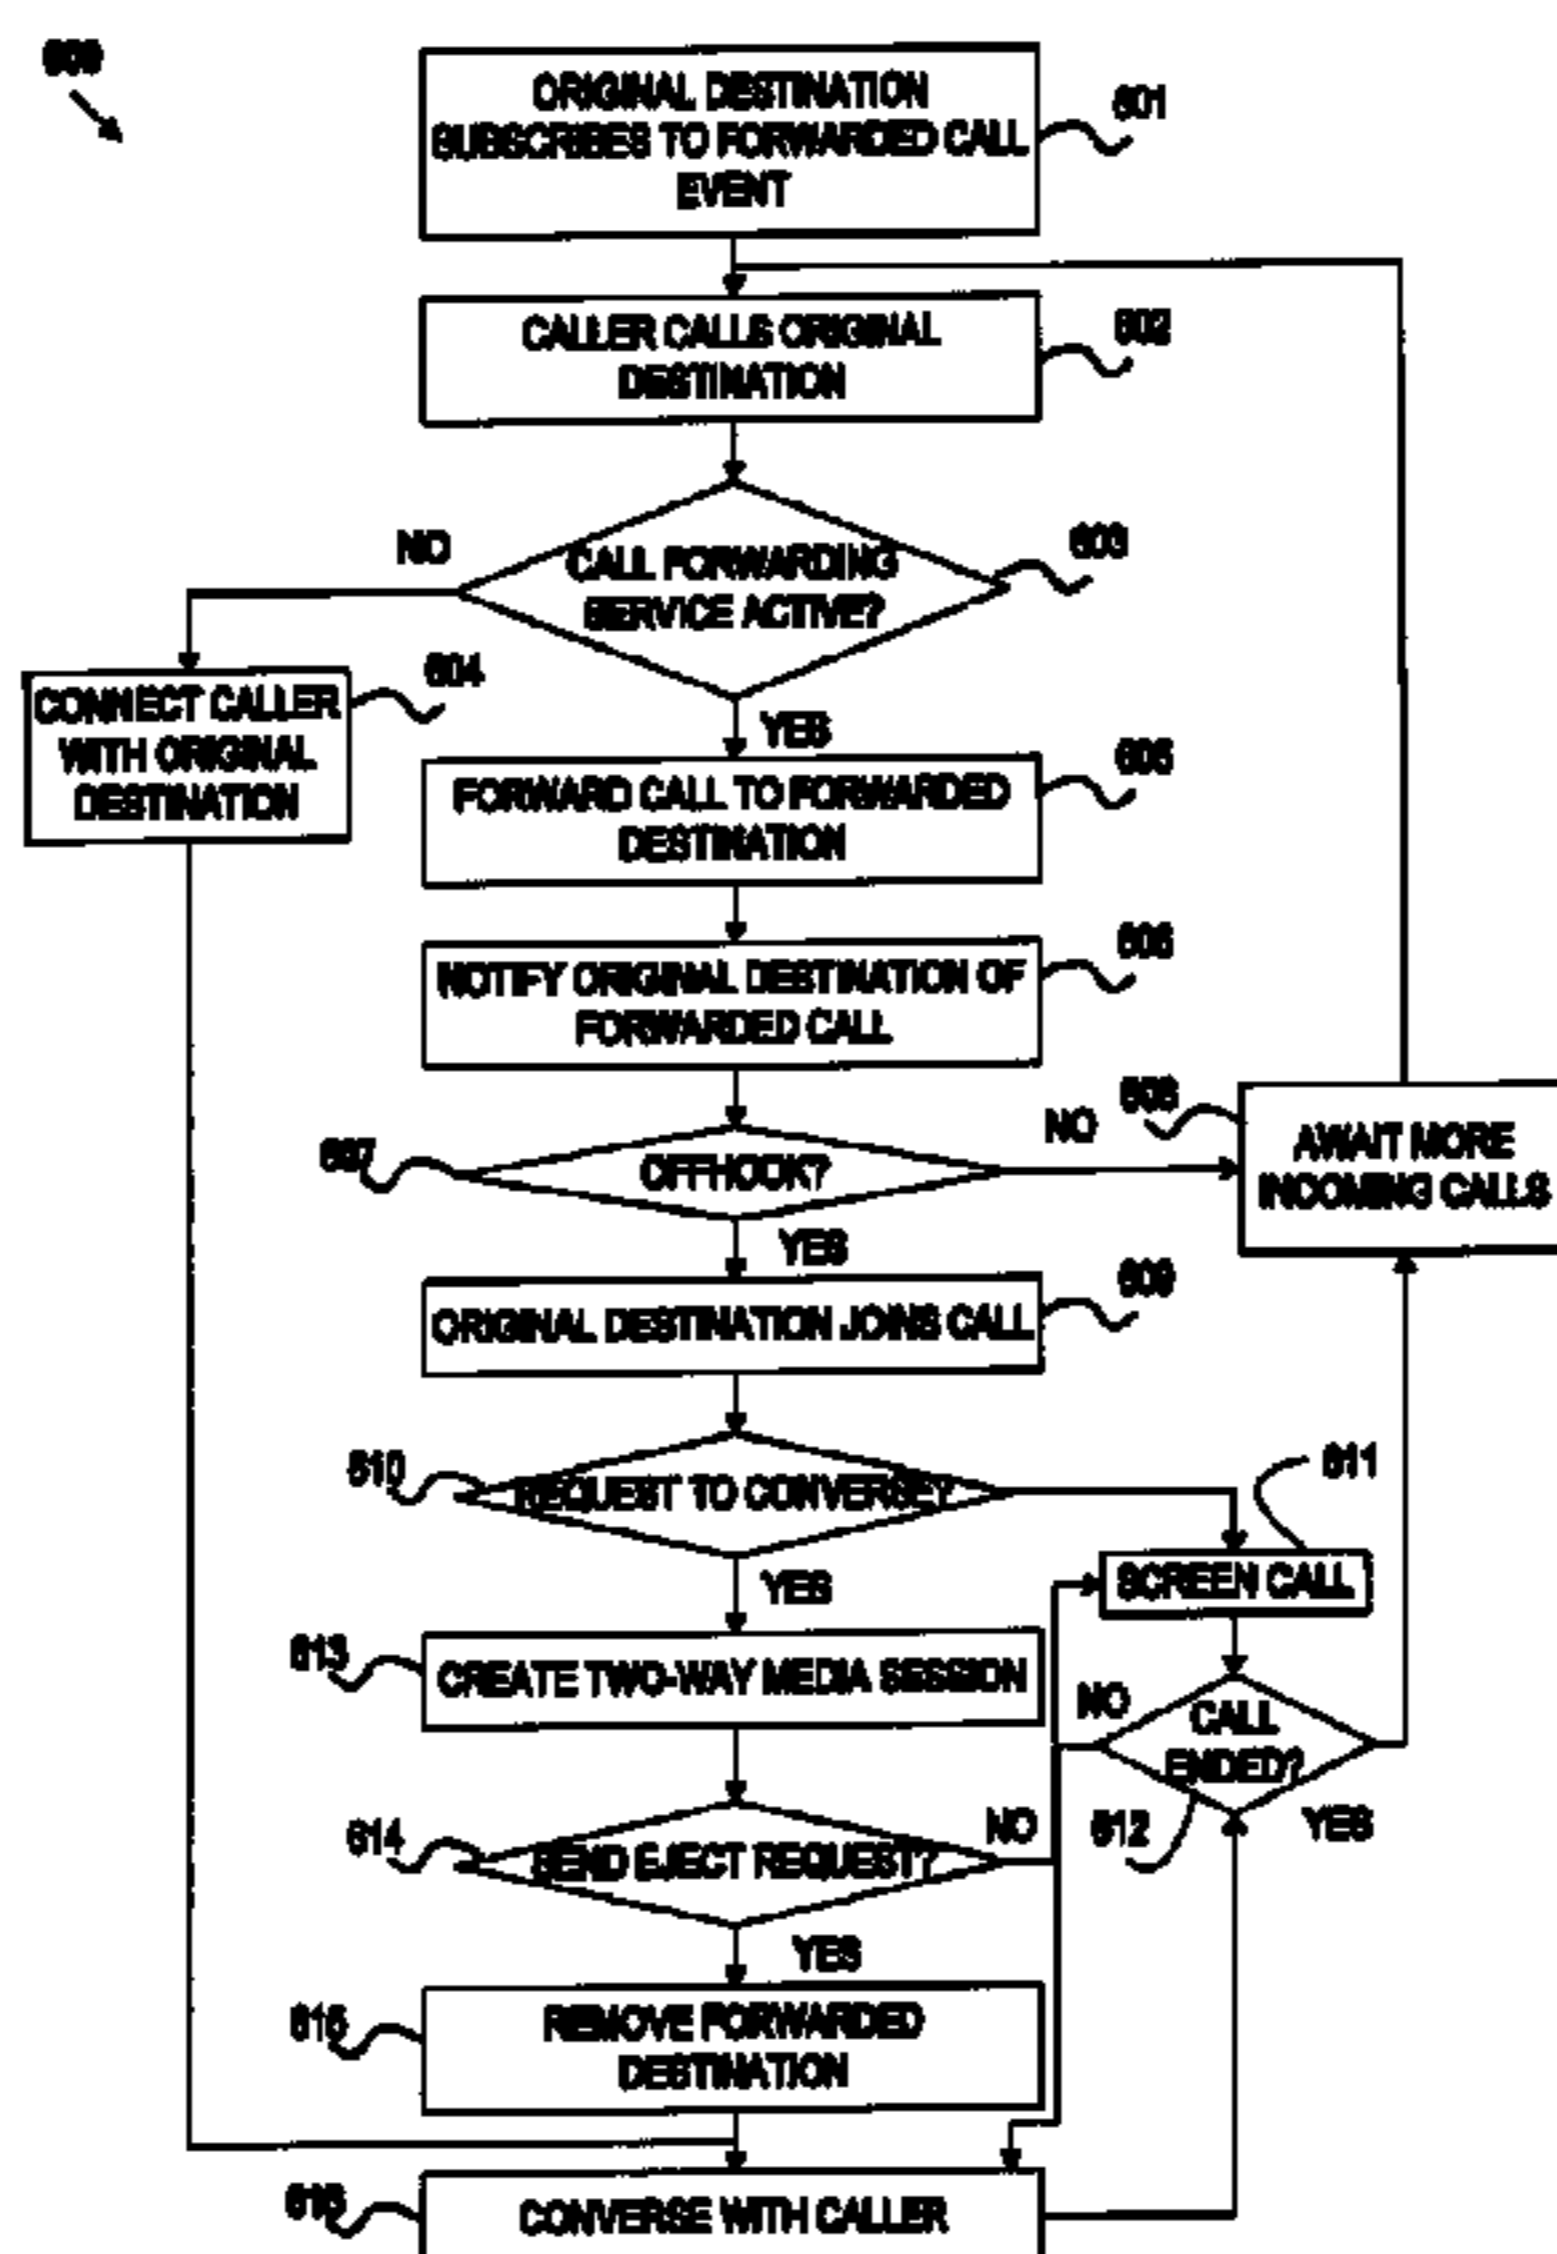 600
ORIGINAL DESTINATION
SUBSCRIBES TO FORWARDED CALL
EVENT
601
CALLER CALLS ORIGINAL
DESTINATION
602
NO
CALL FORWARDING
SERVICE ACTIVE?
603
CONNECT CALLER
WITH ORIGINAL
DESTINATION
604
YES
FORWARD CALL TO FORWARDED
DESTINATION
605
NOTIFY ORIGINAL DESTINATION OF
FORWARDED CALL
606
607
OFFHOOK?
NO
608
AWAIT MORE
INCOMING CALLS
YES
ORIGINAL DESTINATION JOINS CALL
609
610
REQUEST TO CONVERSE?
611
SCREEN CALL
YES
613
CREATE TWO-WAY MEDIA SESSION
NO
CALL
ENDED?
612
YES
614
SEND EJECT REQUEST?
NO
YES
615
REMOVE FORWARDED
DESTINATION
616
CONVERSE WITH CALLER